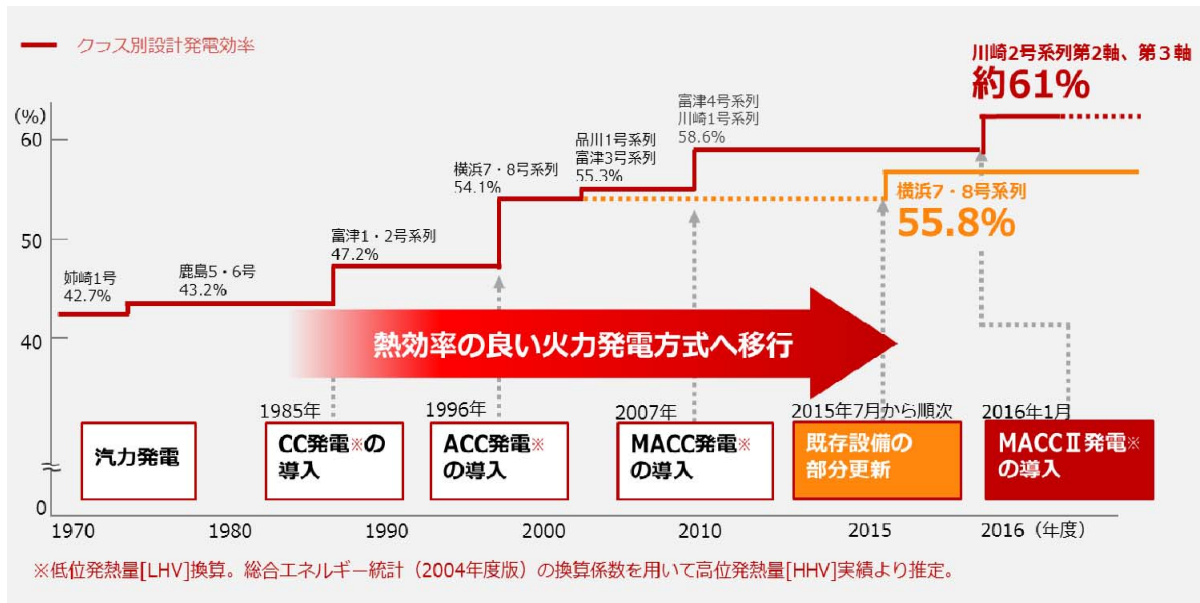 クラス別設計発電効率
川崎2号系列第2軸、第3軸
約61%
(%)
60
富津4号系列
川崎1号系列
58.6%
品川1号系列
富津3号系列
55.3%
横浜7・8号系列
54.1%
横浜7・8号系列
55.8%
50
富津1・2号系列
47.2%
姉崎1号
42.7%
鹿島5・6号
43.2%
40
熱効率の良い火力発電方式へ移行
汽力発電
1985年
CC発電※の
導入
1996年
ACC発電※
の導入
2007年
MACC発電※
の導入
2015年7月から順次
既存設備の
部分更新
2016年1月
MACCⅡ発電※
の導入
0
1970
1980
1990
2000
2010
2015
2016（年度）
※低位発熱量[LHV]換算。総合エネルギー統計（2004年度版）の換算係数を用いて高位発熱量[HHV]実績より推定。